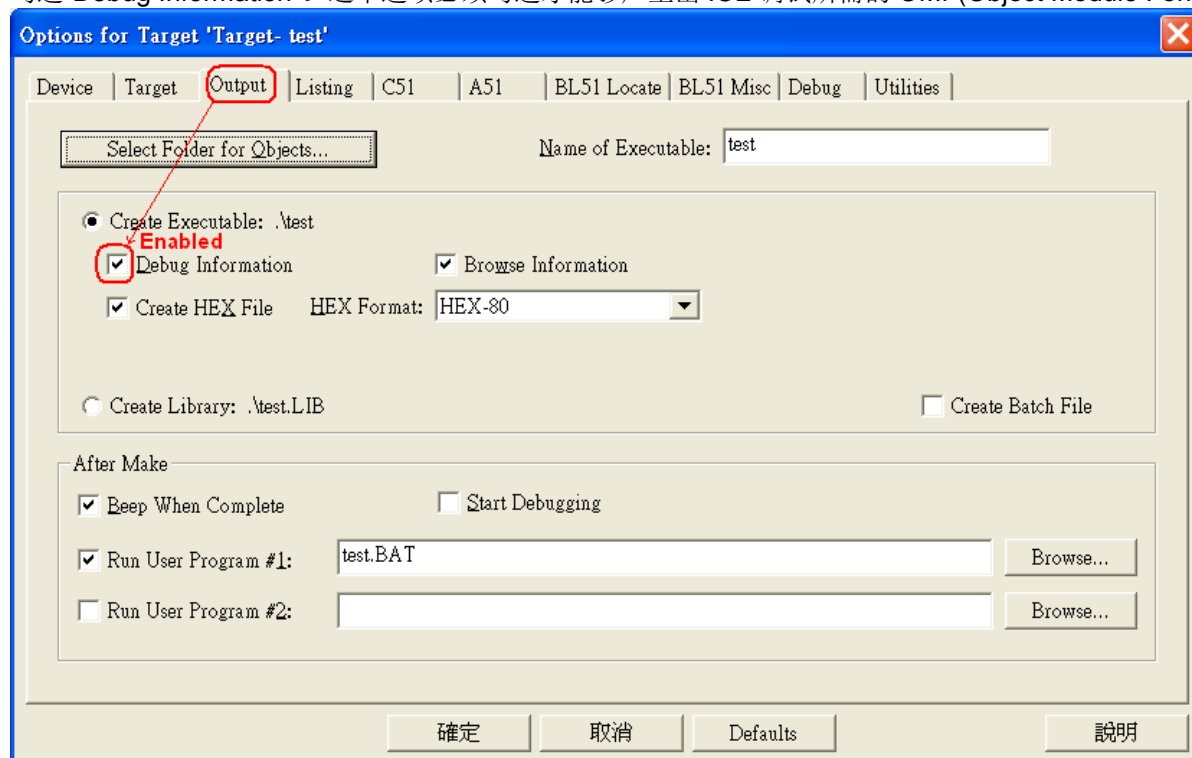 Options for Target 'Target- test'
Device Target Output Listing C51 A51 BL51 Locate BL51 Misc Debug Utilities
Select Folder for Objects... Name of Executable: test
Create Executable: .\test
Enabled
Debug Information Browse Information
Create HEX File HEX Format: HEX-80
Create Library: .\test.LIB Create Batch File
After Make
Beep When Complete Start Debugging
Run User Program #1: test.BAT Browse...
Run User Program #2: Browse...
確定 取消 Defaults 說明